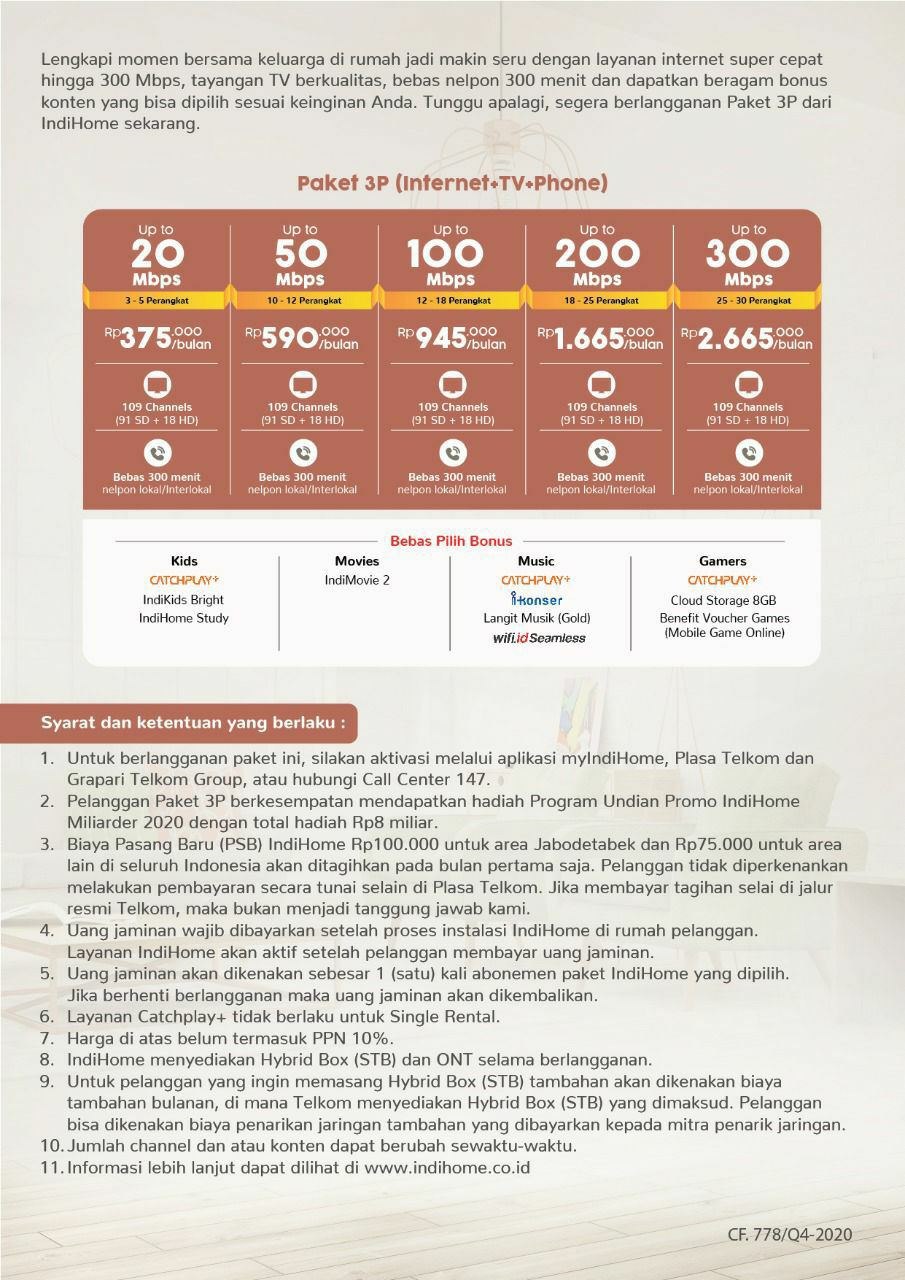 Lengkapi momen bersama keluarga di rumah jadi makin seru dengan layanan internet super cepat
hingga 300 Mbps, tayangan TV berkualitas, bebas nelpon 300 menit dan dapatkan beragam bonus
konten yang bisa dipilih sesuai keinginan Anda. Tunggu apalagi, segera berlangganan Paket 3P dari
IndiHome sekarang.
Paket 3P (Internet+TV+Phone)
Up to
20
Mbps
3 - 5 Perangkat
Rp375.000/bulan
109 Channels
(91 SD + 18 HD)
Bebas 300 menit
nelpon lokal/Interlokal
Up to
50
Mbps
10 - 12 Perangkat
Rp590.000/bulan
109 Channels
(91 SD + 18 HD)
Bebas 300 menit
nelpon lokal/Interlokal
Up to
100
Mbps
12 - 18 Perangkat
Rp945.000/bulan
109 Channels
(91 SD + 18 HD)
Bebas 300 menit
nelpon lokal/Interlokal
Up to
200
Mbps
18 - 25 Perangkat
Rp1.665.000/bulan
109 Channels
(91 SD + 18 HD)
Bebas 300 menit
nelpon lokal/Interlokal
Up to
300
Mbps
25 - 30 Perangkat
Rp2.665.000/bulan
109 Channels
(91 SD + 18 HD)
Bebas 300 menit
nelpon lokal/Interlokal
Bebas Pilih Bonus
Kids
CATCHPLAY+
IndiKids Bright
IndiHome Study
Movies
IndiMovie 2
Music
CATCHPLAY+
i-konser
Langit Musik (Gold)
wifi.id Seamless
Gamers
CATCHPLAY+
Cloud Storage 8GB
Benefit Voucher Games
(Mobile Game Online)
Syarat dan ketentuan yang berlaku :
1. Untuk berlangganan paket ini, silakan aktivasi melalui aplikasi myIndiHome, Plasa Telkom dan
Grapari Telkom Group, atau hubungi Call Center 147.
2. Pelanggan Paket 3P berkesempatan mendapatkan hadiah Program Undian Promo IndiHome
Miliarder 2020 dengan total hadiah Rp8 miliar.
3. Biaya Pasang Baru (PSB) IndiHome Rp100.000 untuk area Jabodetabek dan Rp75.000 untuk area
lain di seluruh Indonesia akan ditagihkan pada bulan pertama saja. Pelanggan tidak diperkenankan
melakukan pembayaran secara tunai selain di Plasa Telkom. Jika membayar tagihan selai di jalur
resmi Telkom, maka bukan menjadi tanggung jawab kami.
4. Uang jaminan wajib dibayarkan setelah proses instalasi IndiHome di rumah pelanggan.
Layanan IndiHome akan aktif setelah pelanggan membayar uang jaminan.
5. Uang jaminan akan dikenakan sebesar 1 (satu) kali abonemen paket IndiHome yang dipilih.
Jika berhenti berlangganan maka uang jaminan akan dikembalikan.
6. Layanan Catchplay+ tidak berlaku untuk Single Rental.
7. Harga di atas belum termasuk PPN 10%.
8. IndiHome menyediakan Hybrid Box (STB) dan ONT selama berlangganan.
9. Untuk pelanggan yang ingin memasang Hybrid Box (STB) tambahan akan dikenakan biaya
tambahan bulanan, di mana Telkom menyediakan Hybrid Box (STB) yang dimaksud. Pelanggan
bisa dikenakan biaya penarikan jaringan tambahan yang dibayarkan kepada mitra penarik jaringan.
10. Jumlah channel dan atau konten dapat berubah sewaktu-waktu.
11. Informasi lebih lanjut dapat dilihat di www.indihome.co.id
CF. 778/Q4-2020